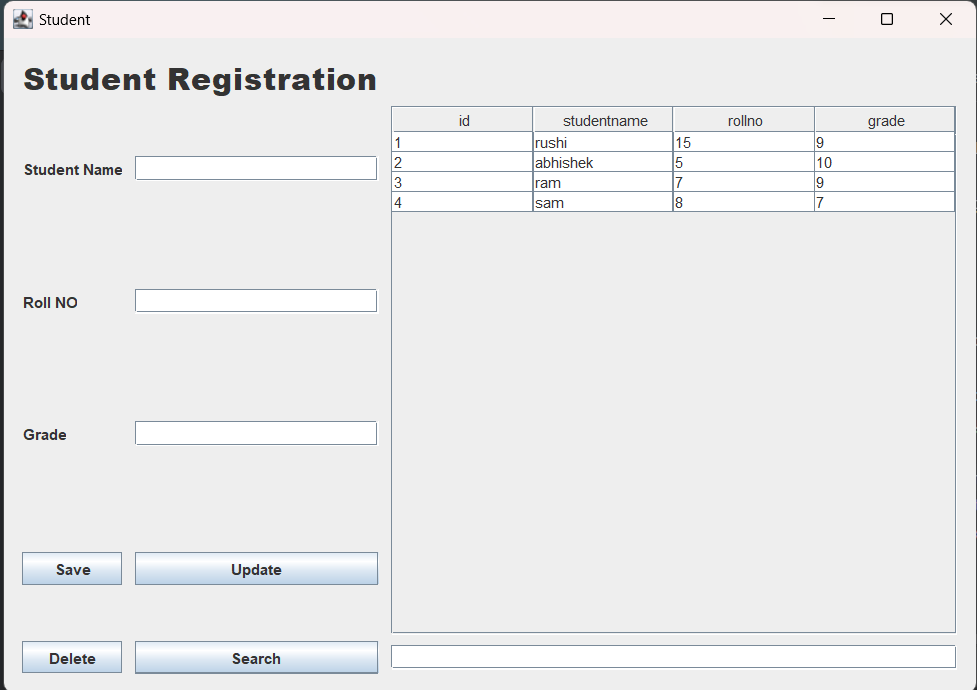 Student
Student Registration
id studentname rollno grade
1 rushi 15 9
2 abhishek 5 10
3 ram 7 9
4 sam 8 7
Student Name
Roll NO
Grade
Save Update
Delete Search